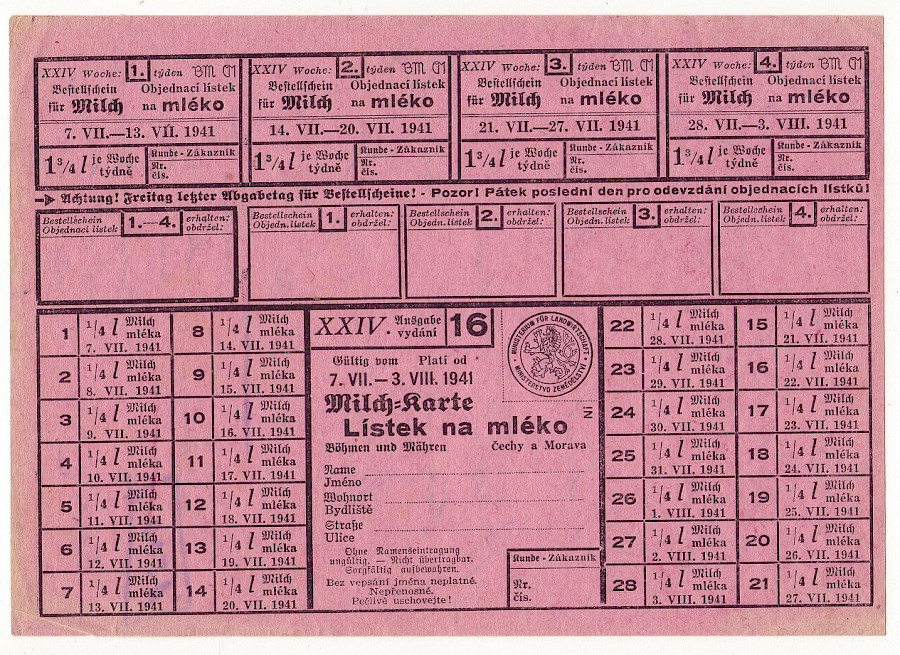 XXIV Woche: 1. týden BM ČM
Bestellschein Objednací lístek
für Milch na mléko
7. VII.—13. VII. 1941
1 3/4 l je Woche týdně
Kunde - Zákazník
Nr.
čís.
XXIV Woche: 2. týden BM ČM
Bestellschein Objednací lístek
für Milch na mléko
14. VII.—20. VII. 1941
1 3/4 l je Woche týdně
Kunde - Zákazník
Nr.
čís.
XXIV Woche: 3. týden BM ČM
Bestellschein Objednací lístek
für Milch na mléko
21. VII.—27. VII. 1941
1 3/4 l je Woche týdně
Kunde - Zákazník
Nr.
čís.
XXIV Woche: 4. týden BM ČM
Bestellschein Objednací lístek
für Milch na mléko
28. VII.—3. VIII. 1941
1 3/4 l je Woche týdně
Kunde - Zákazník
Nr.
čís.
Achtung! Freitag letzter Abgabetag für Bestellscheine! - Pozor! Pátek poslední den pro odevzdání objednacích lístků!
Bestellschein 1.—4. erhalten:
Objednací lístek obdržel:
Bestellschein 1. erhalten:
Objedn. lístek obdržel:
Bestellschein 2. erhalten:
Objedn. lístek obdržel:
Bestellschein 3. erhalten:
Objedn. lístek obdržel:
Bestellschein 4. erhalten:
Objedn. lístek obdržel:
1 1/4 l Milch mléka 7. VII. 1941
8 1/4 l Milch mléka 14. VII. 1941
2 1/4 l Milch mléka 8. VII. 1941
9 1/4 l Milch mléka 15. VII. 1941
3 1/4 l Milch mléka 9. VII. 1941
10 1/4 l Milch mléka 16. VII. 1941
4 1/4 l Milch mléka 10. VII. 1941
11 1/4 l Milch mléka 17. VII. 1941
5 1/4 l Milch mléka 11. VII. 1941
12 1/4 l Milch mléka 18. VII. 1941
6 1/4 l Milch mléka 12. VII. 1941
13 1/4 l Milch mléka 19. VII. 1941
7 1/4 l Milch mléka 13. VII. 1941
14 1/4 l Milch mléka 20. VII. 1941
XXIV. Ausgabe vydání 16
MINISTERIUM FÜR LANDWIRTSCHAFT
MINISTERSTVO ZEMĚDĚLSTVÍ
Gültig vom Platí od
7. VII.—3. VIII. 1941
Milch-Karte
Lístek na mléko
Böhmen und Mähren Čechy a Morava
Name
Jméno
Wohnort
Bydliště
Straße
Ulice
Ohne Namenseintragung
ungültig. — Nicht übertragbar.
Sorgfältig aufbewahren.
Bez vepsání jména neplatné.
Nepřenosné.
Pečlivě uschovejte!
Kunde - Zákazník
Nr.
čís.
22 1/4 l Milch mléka 28. VII. 1941
15 1/4 l Milch mléka 21. VII. 1941
23 1/4 l Milch mléka 29. VII. 1941
16 1/4 l Milch mléka 22. VII. 1941
24 1/4 l Milch mléka 30. VII. 1941
17 1/4 l Milch mléka 23. VII. 1941
25 1/4 l Milch mléka 31. VII. 1941
18 1/4 l Milch mléka 24. VII. 1941
26 1/4 l Milch mléka 1. VIII. 1941
19 1/4 l Milch mléka 25. VII. 1941
27 1/4 l Milch mléka 2. VIII. 1941
20 1/4 l Milch mléka 26. VII. 1941
28 1/4 l Milch mléka 3. VIII. 1941
21 1/4 l Milch mléka 27. VII. 1941